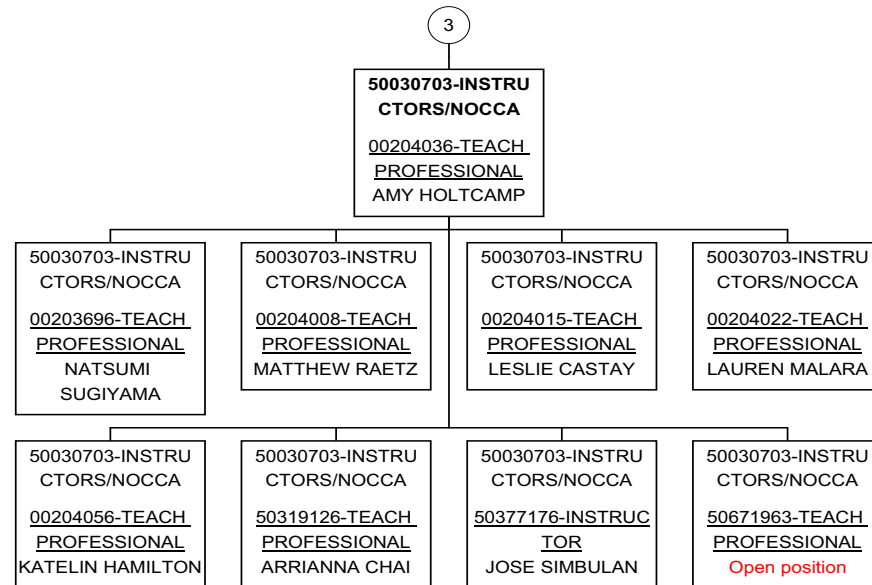 3
50030703-INSTRU
CTORS/NOCCA
00204036-TEACH
PROFESSIONAL
AMY HOLTCAMP
50030703-INSTRU
CTORS/NOCCA
00203696-TEACH
PROFESSIONAL
NATSUMI
SUGIYAMA
50030703-INSTRU
CTORS/NOCCA
00204008-TEACH
PROFESSIONAL
MATTHEW RAETZ
50030703-INSTRU
CTORS/NOCCA
00204015-TEACH
PROFESSIONAL
LESLIE CASTAY
50030703-INSTRU
CTORS/NOCCA
00204022-TEACH
PROFESSIONAL
LAUREN MALARA
50030703-INSTRU
CTORS/NOCCA
00204056-TEACH
PROFESSIONAL
KATELIN HAMILTON
50030703-INSTRU
CTORS/NOCCA
50319126-TEACH
PROFESSIONAL
ARRIANNA CHAI
50030703-INSTRU
CTORS/NOCCA
50377176-INSTRUC
TOR
JOSE SIMBULAN
50030703-INSTRU
CTORS/NOCCA
50671963-TEACH
PROFESSIONAL
Open position